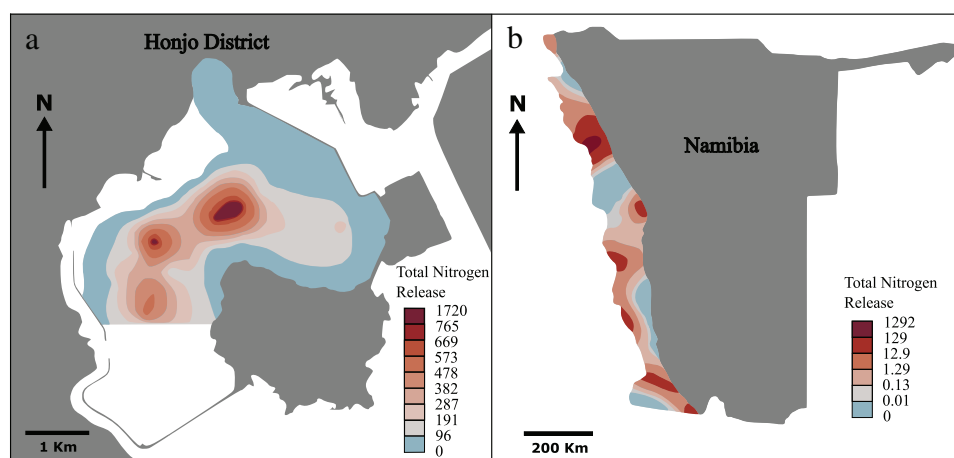 a
Honjo District
N
Total Nitrogen
Release
1720
765
669
573
478
382
287
191
96
0
1 Km
b
N
Namibia
Total Nitrogen
Release
1292
129
12.9
1.29
0.13
0.01
0
200 Km